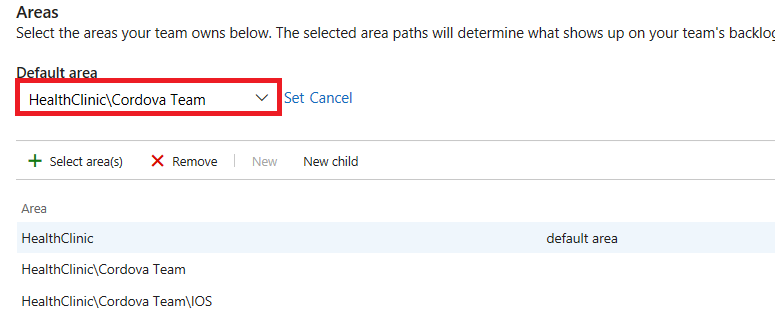 Areas
Select the areas your team owns below. The selected area paths will determine what shows up on your team's backlog
Default area
HealthClinic\Cordova Team Set Cancel
Select area(s) Remove New New child
Area
HealthClinic default area
HealthClinic\Cordova Team
HealthClinic\Cordova Team\IOS